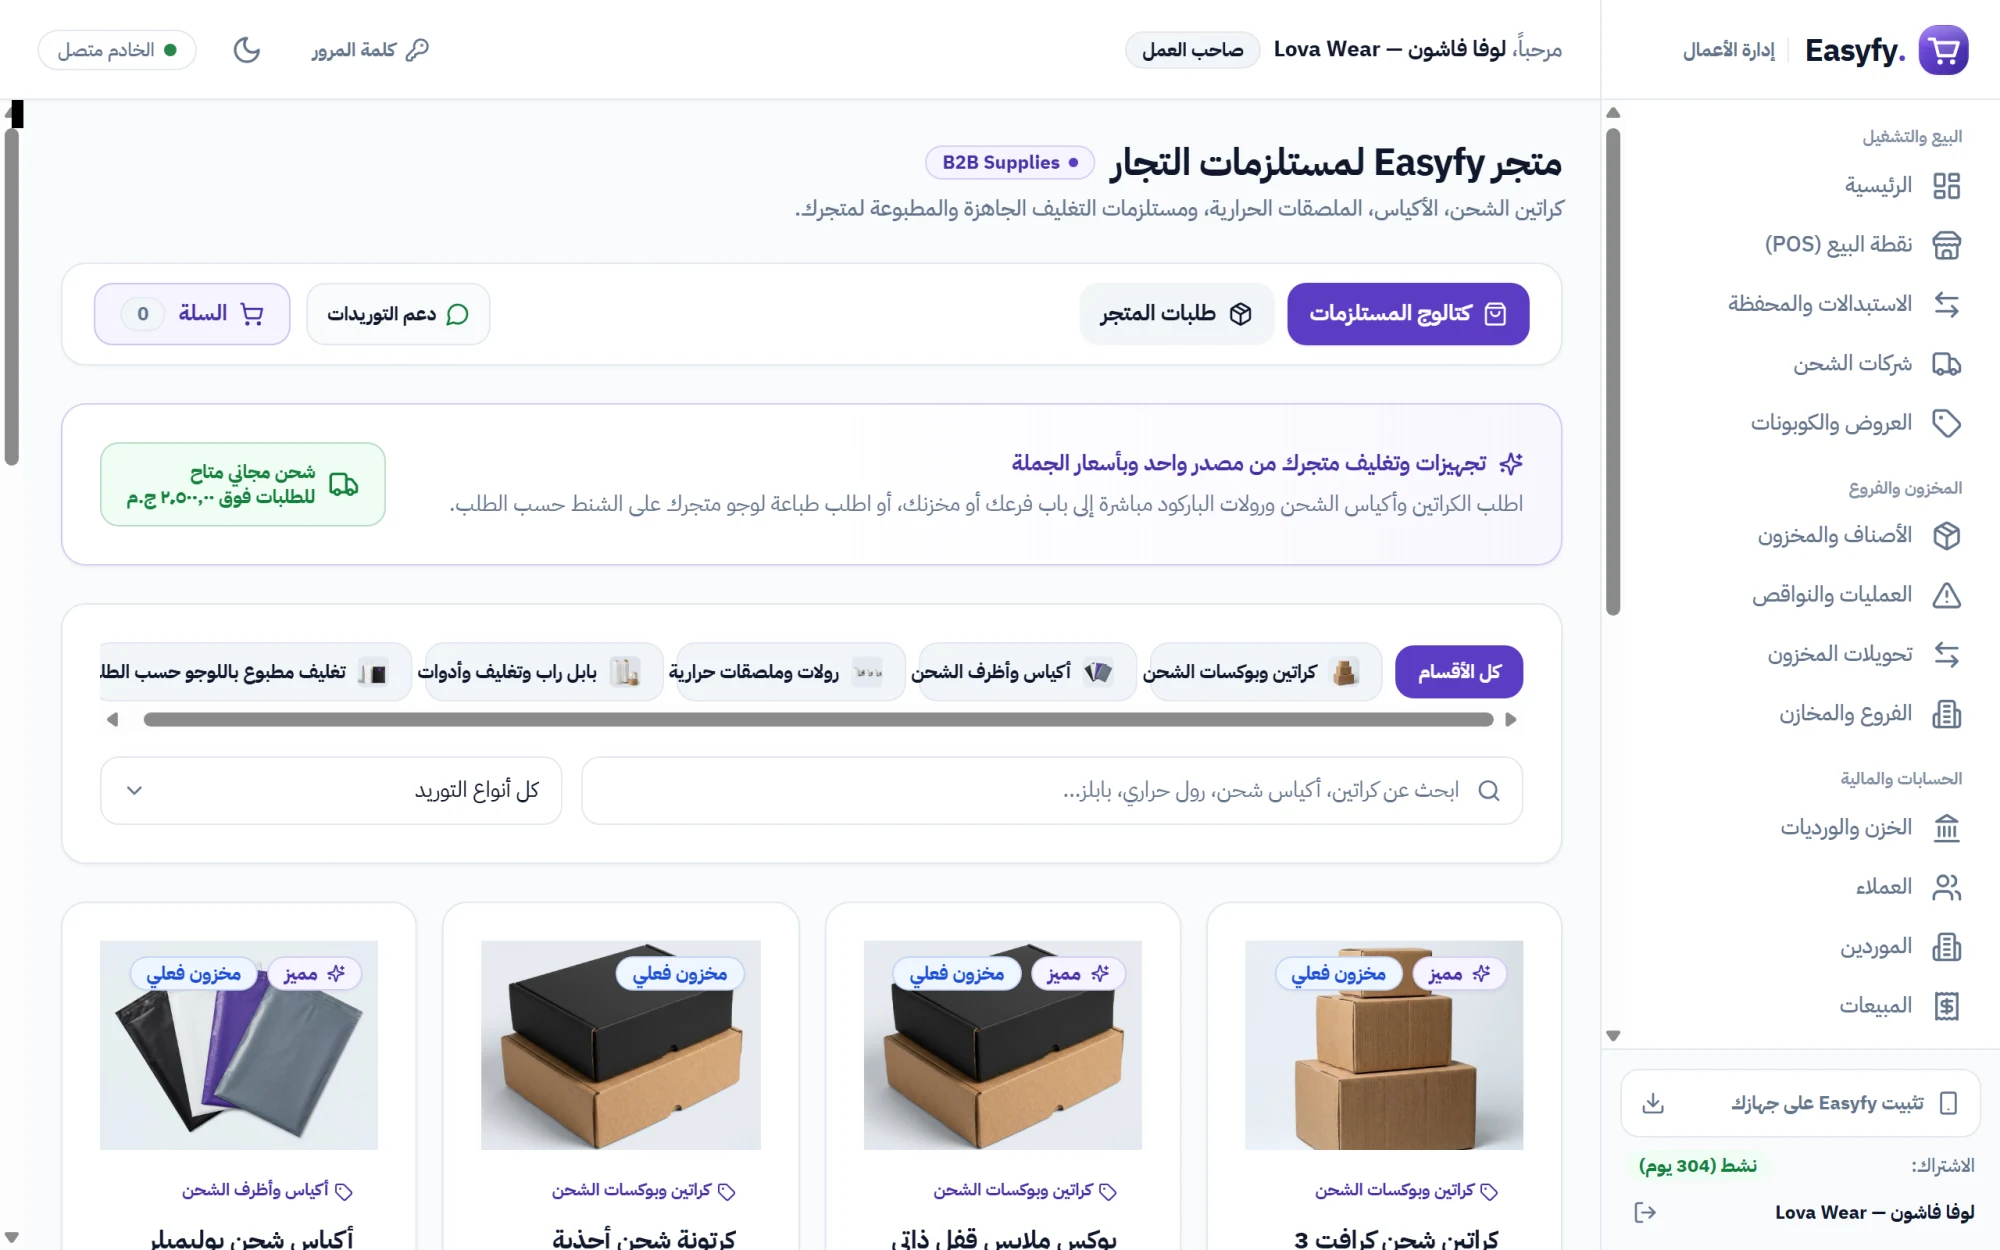 Easyfy.
إدارة الأعمال
مرحباً، لوفا فاشون — Lova Wear
صاحب العمل
كلمة المرور
الخادم متصل
البيع والتشغيل
الرئيسية
نقطة البيع (POS)
الاستبدالات والمحفظة
شركات الشحن
العروض والكوبونات
المخزون والفروع
الأصناف والمخزون
العمليات والنواقص
تحويلات المخزون
الفروع والمخازن
الحسابات والمالية
الخزن والورديات
العملاء
الموردين
المبيعات
تثبيت Easyfy على جهازك
الاشتراك:
نشط (304 يوم)
لوفا فاشون — Lova Wear
متجر Easyfy لمستلزمات التجار
B2B Supplies
كراتين الشحن، الأكياس، الملصقات الحرارية، ومستلزمات التغليف الجاهزة والمطبوعة لمتجرك.
كتالوج المستلزمات
طلبات المتجر
دعم التوريدات
السلة
0
تجهيزات وتغليف متجرك من مصدر واحد وبأسعار الجملة
اطلب الكراتين وأكياس الشحن ورولات الباركود مباشرة إلى باب فرعك أو مخزنك، أو اطلب طباعة لوجو متجرك على الشنط حسب الطلب.
شحن مجاني متاح
للطلبات فوق ٢٬٥٠٠٫٠٠ ج.م
كل الأقسام
كراتين وبوكسات الشحن
أكياس وأظرف الشحن
رولات وملصقات حرارية
بابل راب وتغليف وأدوات
تغليف مطبوع باللوجو حسب الطل
ابحث عن كراتين، أكياس شحن، رول حراري، بابلز...
كل أنواع التوريد
مميز
مخزون فعلي
كراتين وبوكسات الشحن
كراتين شحن كرافت 3
مميز
مخزون فعلي
كراتين وبوكسات الشحن
بوكس ملابس قفل ذاتي
مخزون فعلي
كراتين وبوكسات الشحن
كرتونة شحن أحذية
مميز
مخزون فعلي
أكياس وأظرف الشحن
أكياس شحن بوليميلر